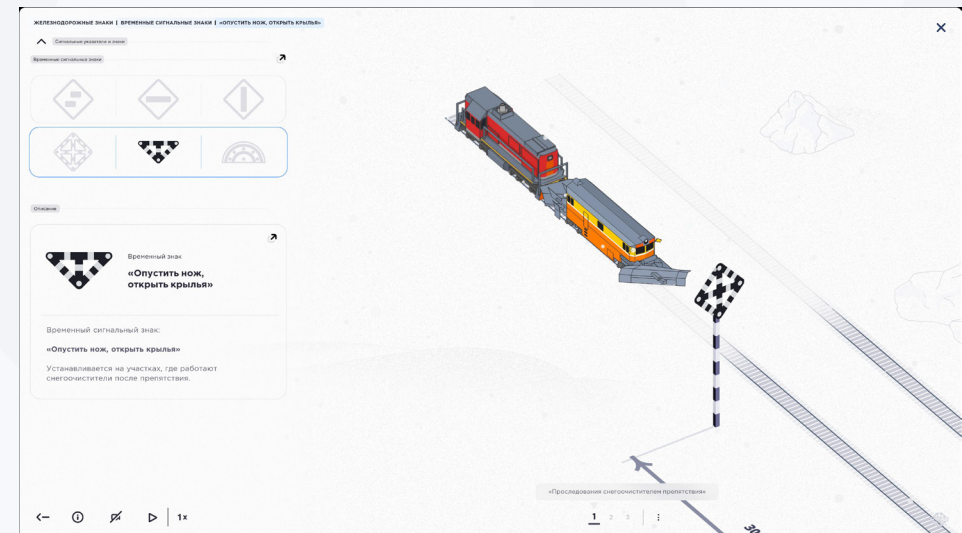 ЖЕЛЕЗНОДОРОЖНЫЕ ЗНАКИ | ВРЕМЕННЫЕ СИГНАЛЬНЫЕ ЗНАКИ | «ОПУСТИТЬ НОЖ, ОТКРЫТЬ КРЫЛЬЯ»
Сигнальные указатели и знаки
Временные сигнальные знаки
Описание
Временный знак
«Опустить нож,
открыть крылья»
Временный сигнальный знак:
«Опустить нож, открыть крылья»
Устанавливается на участках, где работают
снегоочистители после препятствия.
«Проследования снегоочистителем препятствия»
1x
1 2 3
30